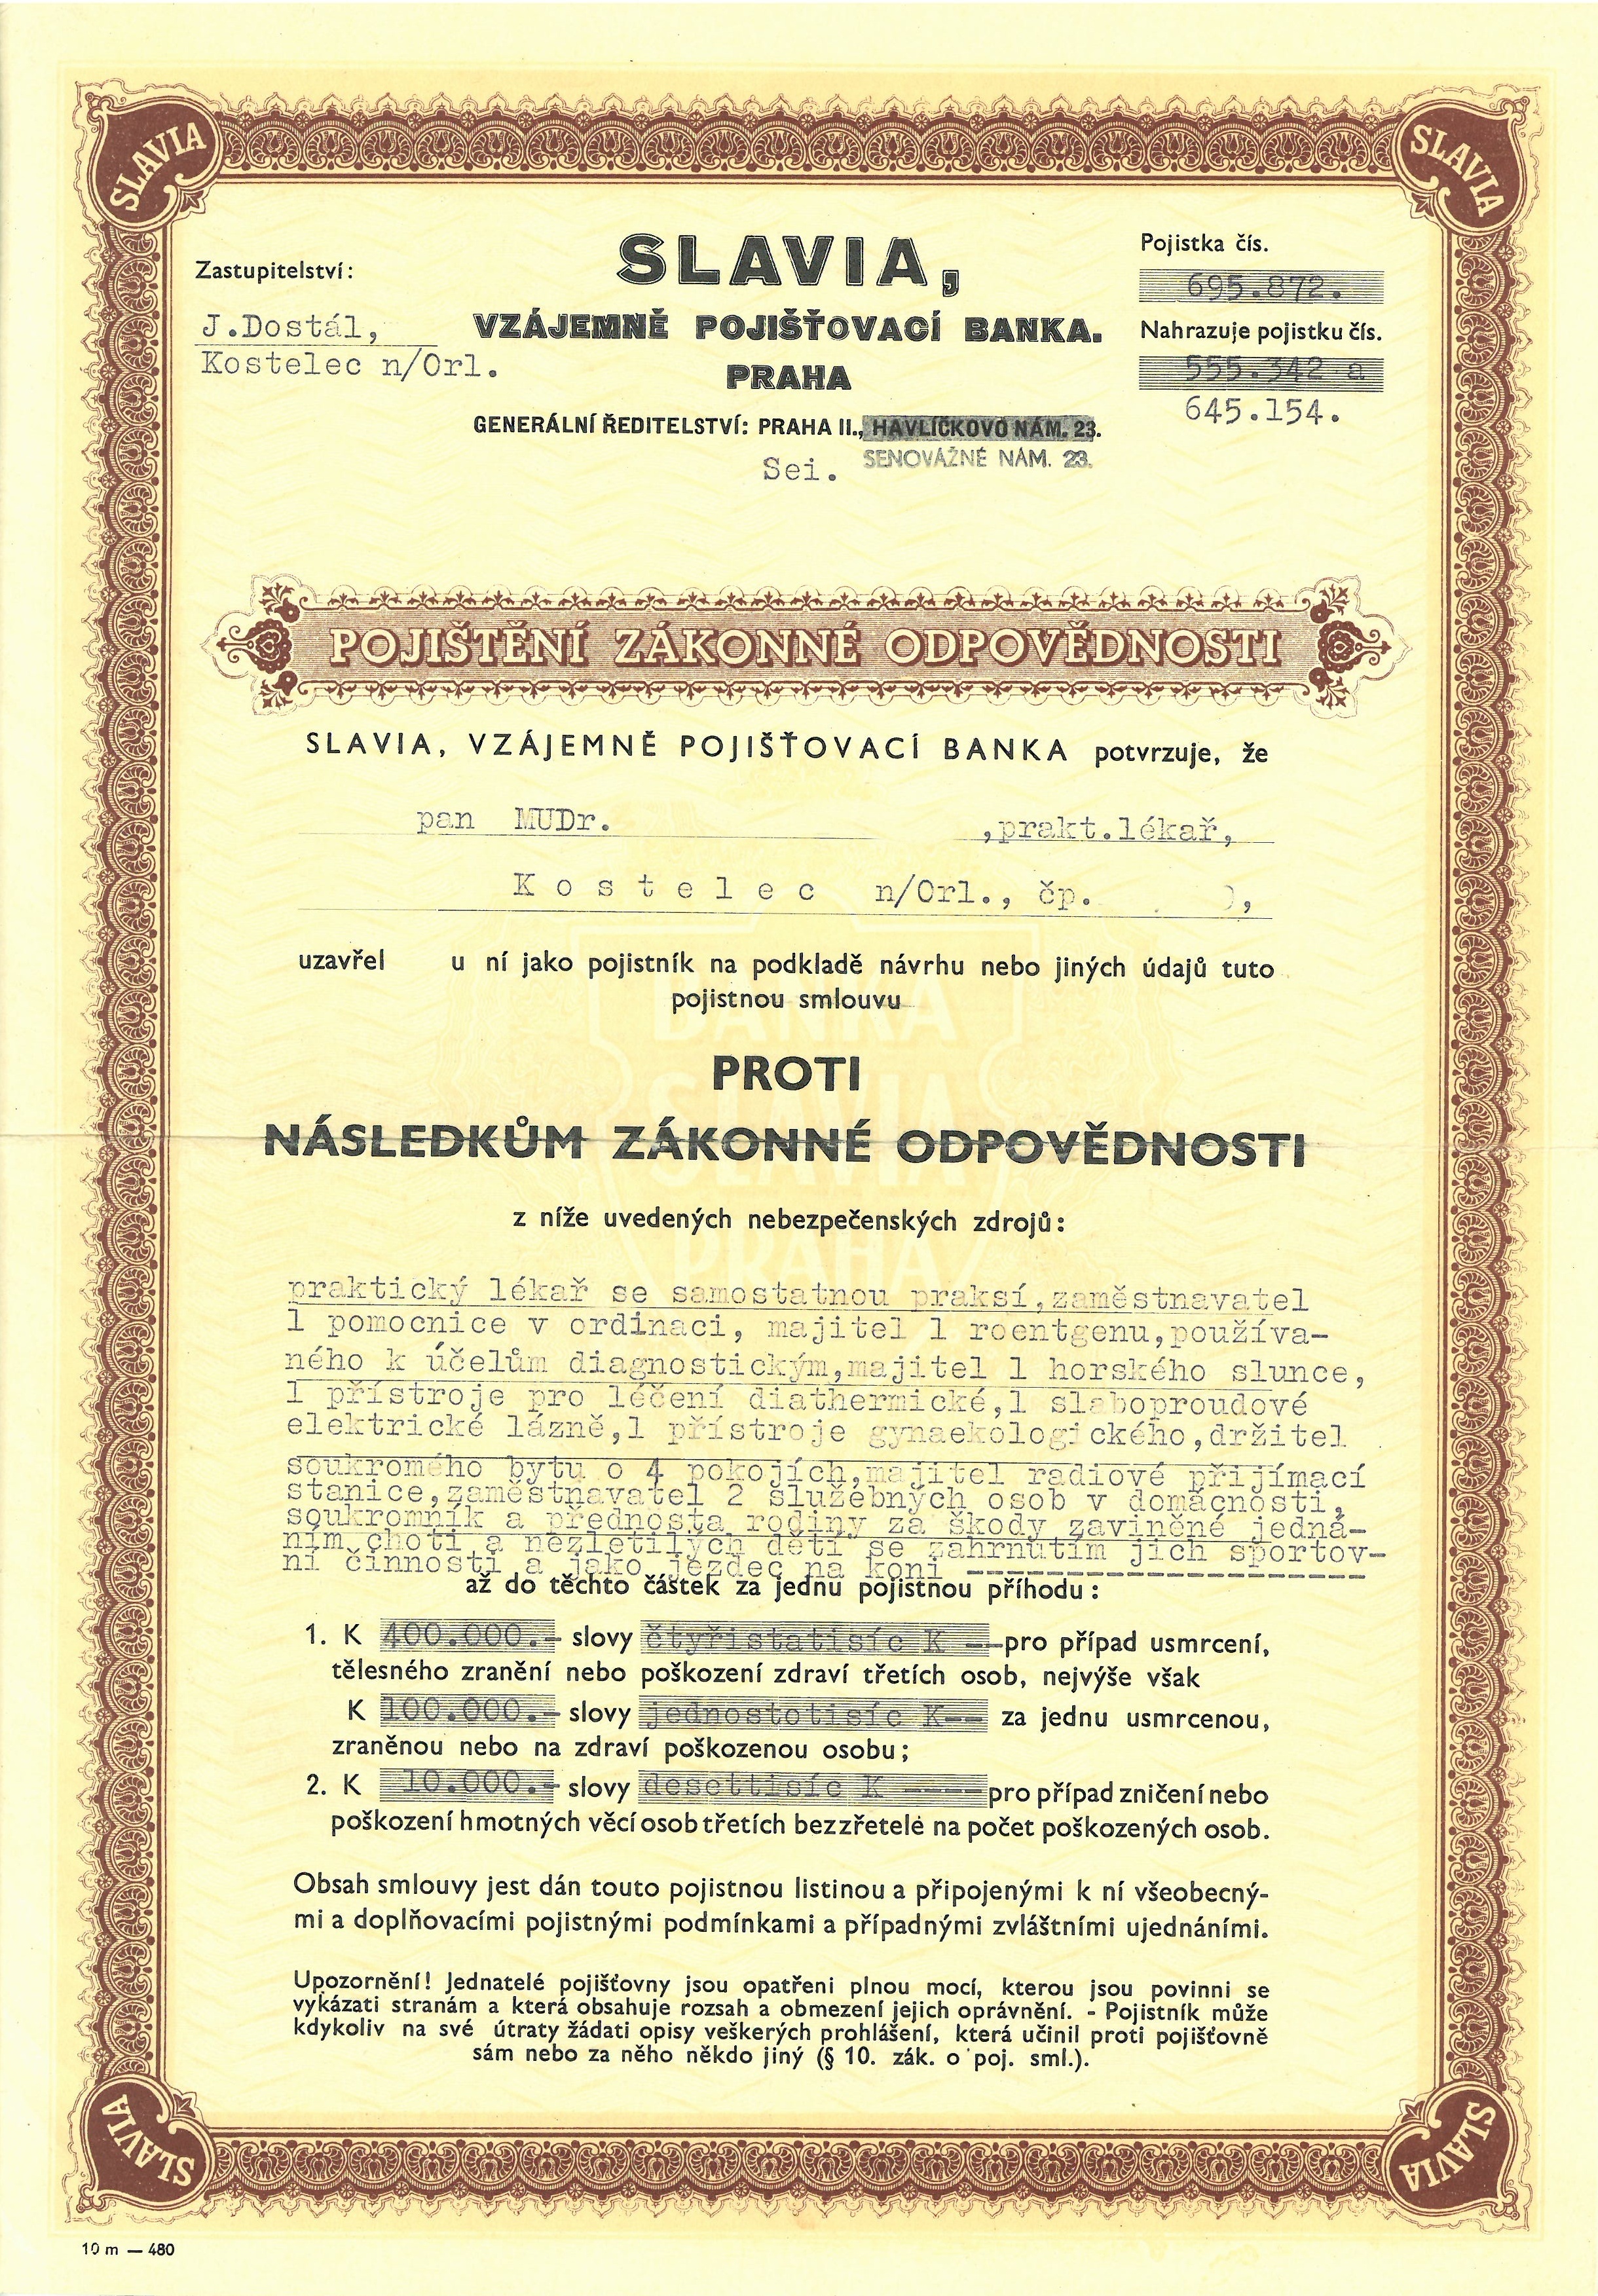 SLAVIA
SLAVIA
Zastupitelství:
J.Dostál,
Kostelec n/Orl.
SLAVIA,
VZÁJEMNĚ POJIŠŤOVACÍ BANKA.
PRAHA
GENERÁLNÍ ŘEDITELSTVÍ: PRAHA II., HAVLÍČKOVO NÁM. 23.
SENOVÁŽNÉ NÁM. 23.
Sei.
Pojistka čís.
695.872.
Nahrazuje pojistku čís.
555.342 a
645.154.
POJIŠTĚNÍ ZÁKONNÉ ODPOVĚDNOSTI
SLAVIA, VZÁJEMNĚ POJIŠŤOVACÍ BANKA potvrzuje, že
pan MUDr. ,prakt.lékař,
Kostelec n/Orl., čp. ,
uzavřel u ní jako pojistník na podkladě návrhu nebo jiných údajů tuto
pojistnou smlouvu
BANKA
SLAVIA
PRAHA
PROTI
NÁSLEDKŮM ZÁKONNÉ ODPOVĚDNOSTI
z níže uvedených nebezpečenských zdrojů:
praktický lékař se samostatnou praksí,zaměstnavatel
1 pomocnice v ordinaci, majitel 1 roentgenu,používa-
ného k účelům diagnostickým,majitel 1 horského slunce,
1 přístroje pro léčení diathermické,1 slaboproudové
elektrické lázně,1 přístroje gynaekologického,držitel
soukromého bytu o 4 pokojích,majitel radiové přijímací
stanice,zaměstnavatel 2 služebných osob v domácnosti,
soukromník a přednosta rodiny za škody zaviněné jedná-
ním choti a nezletilých dětí se zahrnutím jich sportov-
ní činnosti a jako jezdec na koni ---------------------
až do těchto částek za jednu pojistnou příhodu:
1. K 400.000.- slovy čtyřistatisíc K -- pro případ usmrcení,
tělesného zranění nebo poškození zdraví třetích osob, nejvýše však
K 100.000.- slovy jednostotisíc K-- za jednu usmrcenou,
zraněnou nebo na zdraví poškozenou osobu;
2. K 10.000.- slovy desettisíc K ---- pro případ zničení nebo
poškození hmotných věcí osob třetích bez zřetele na počet poškozených osob.
Obsah smlouvy jest dán touto pojistnou listinou a připojenými k ní všeobecný-
mi a doplňovacími pojistnými podmínkami a případnými zvláštními ujednáními.
Upozornění! Jednatelé pojišťovny jsou opatřeni plnou mocí, kterou jsou povinni se
vykázati stranám a která obsahuje rozsah a obmezení jejich oprávnění. - Pojistník může
kdykoliv na své útraty žádati opisy veškerých prohlášení, která učinil proti pojišťovně
sám nebo za něho někdo jiný (§ 10. zák. o poj. sml.).
SLAVIA
SLAVIA
10 m — 480